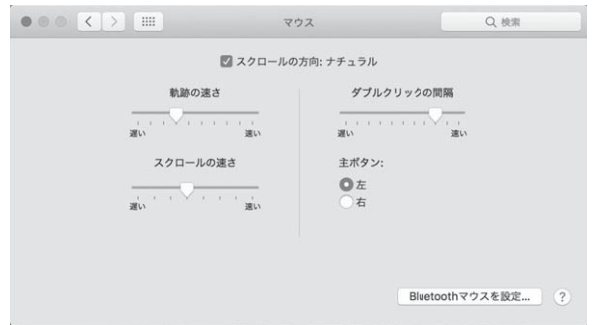 マウス
検索
スクロールの方向: ナチュラル
軌跡の速さ
遅い 速い
スクロールの速さ
遅い 速い
ダブルクリックの間隔
遅い 速い
主ボタン:
左
右
Bluetoothマウスを設定...
?